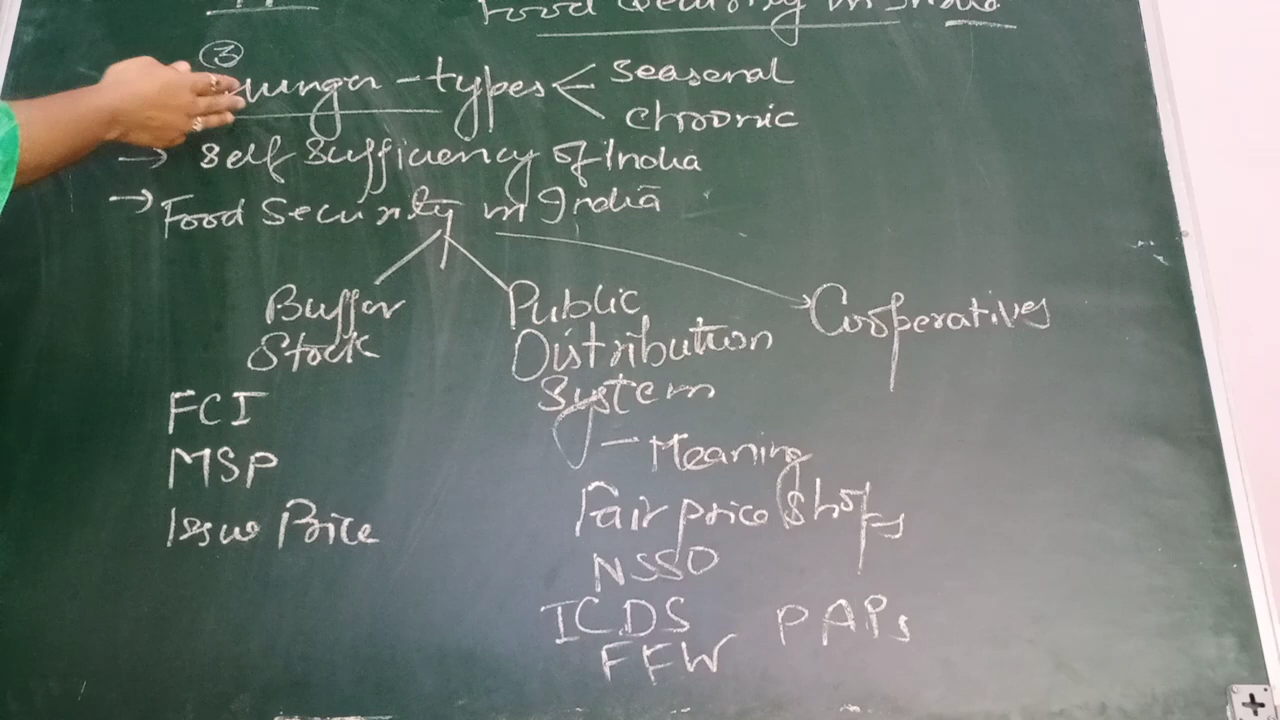 Food Security in India
③
Hunger - types < Seasonal
Chronic
→ Self Sufficiency of India
→ Food Security in India
Buffer Stock
Public Distribution System
Cooperatives
FCI
MSP
Issue Price
- Meaning
Fair price shops
NSSO
ICDS PAPs
FFW